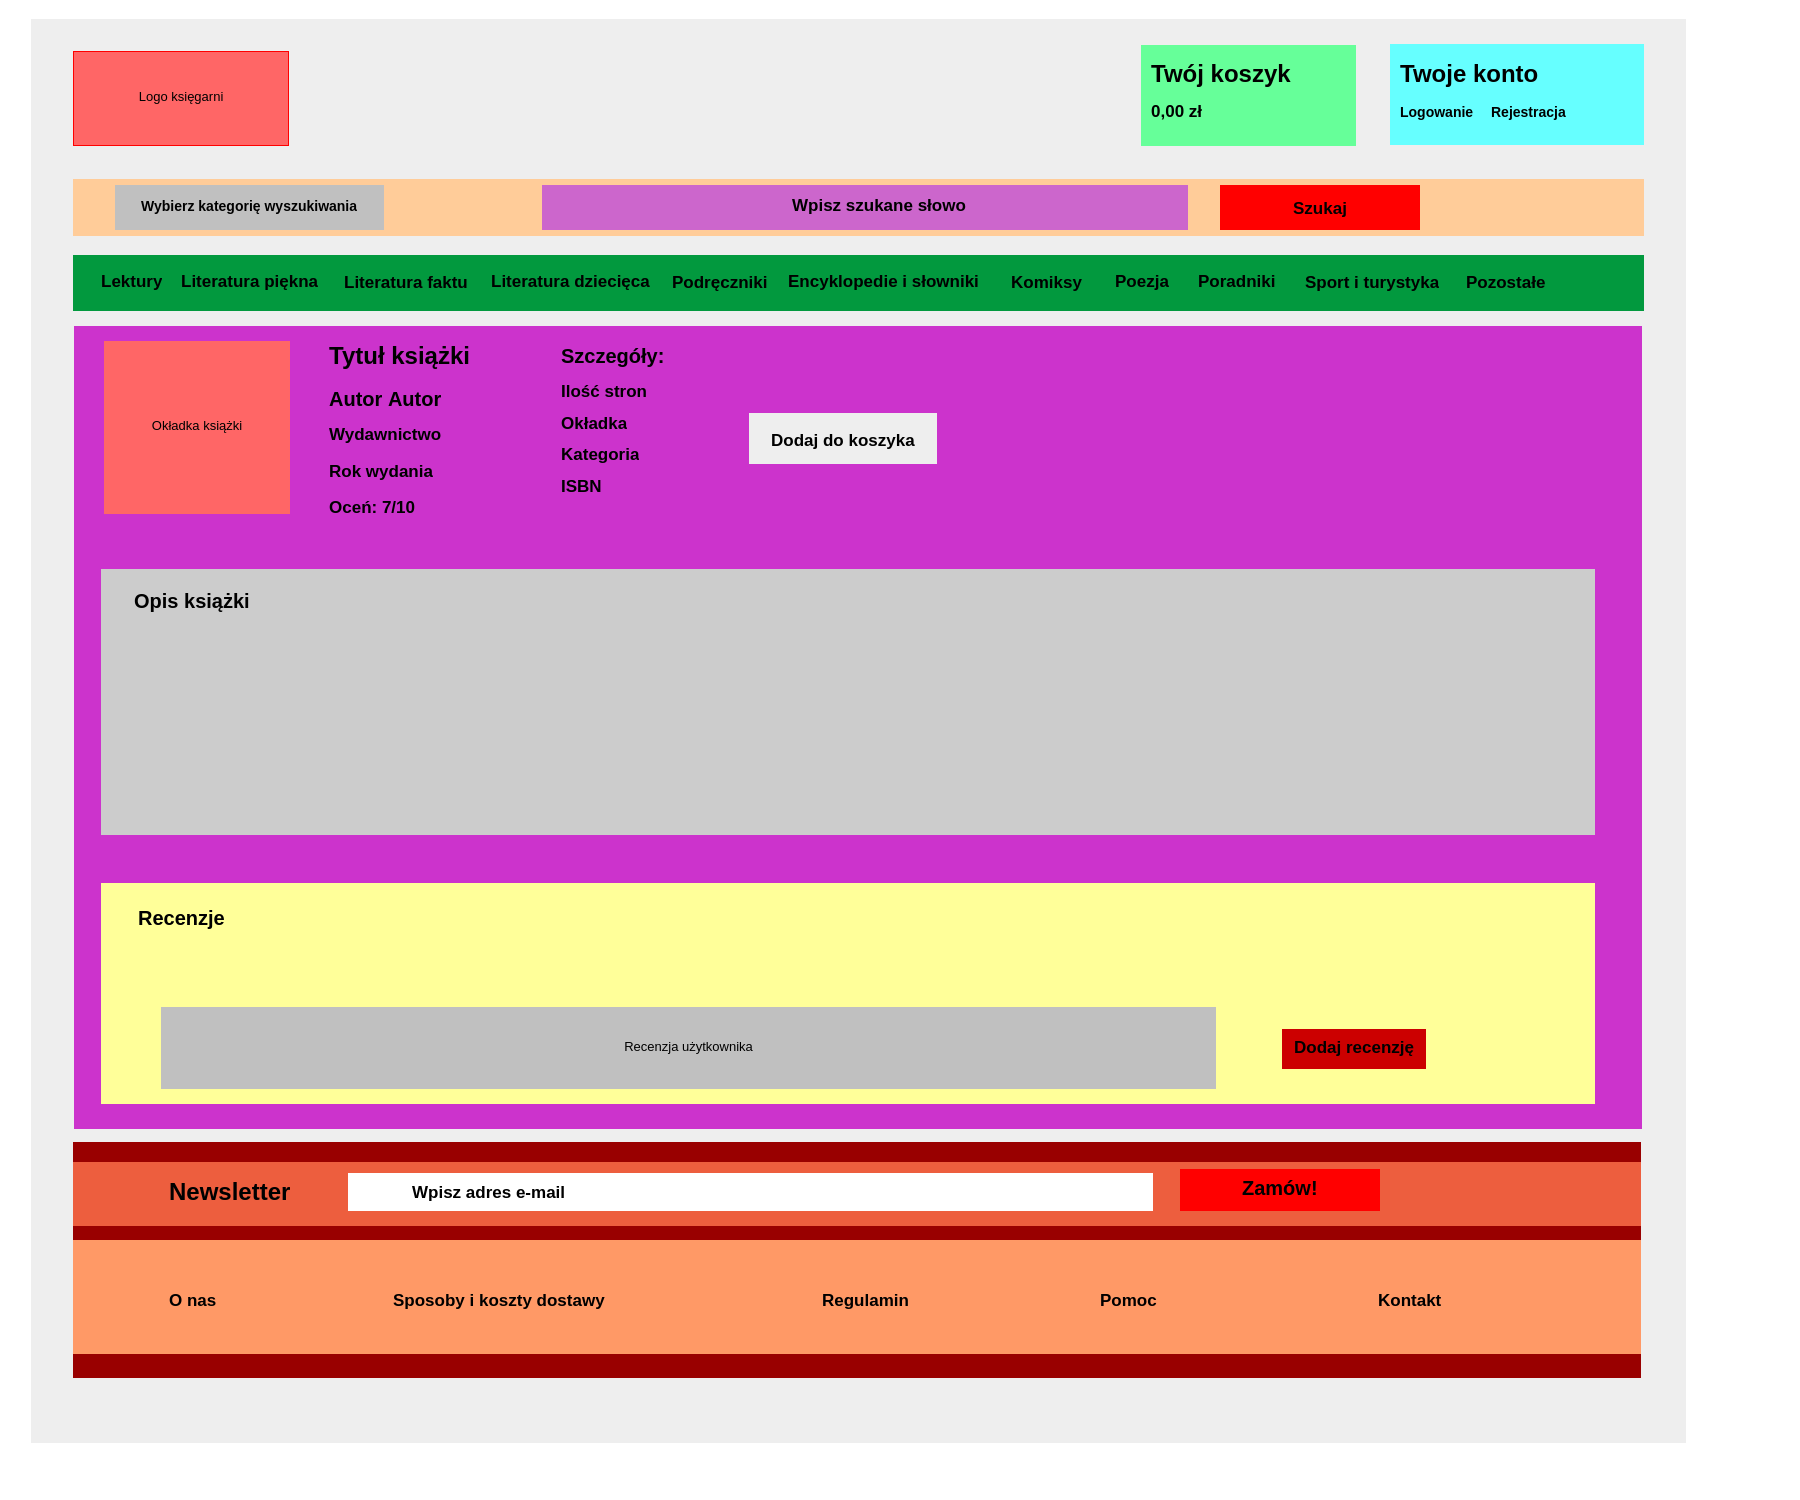 Logo księgarni
Twój koszyk
0,00 zł
Twoje konto
Logowanie Rejestracja
Wybierz kategorię wyszukiwania
Wpisz szukane słowo
Szukaj
Lektury Literatura piękna Literatura faktu Literatura dziecięca Podręczniki Encyklopedie i słowniki Komiksy Poezja Poradniki Sport i turystyka Pozostałe
Okładka książki
Tytuł książki
Autor Autor
Wydawnictwo
Rok wydania
Oceń: 7/10
Szczegóły:
Ilość stron
Okładka
Kategoria
ISBN
Dodaj do koszyka
Opis książki
Recenzje
Recenzja użytkownika
Dodaj recenzję
Newsletter
Wpisz adres e-mail
Zamów!
O nas
Sposoby i koszty dostawy
Regulamin
Pomoc
Kontakt